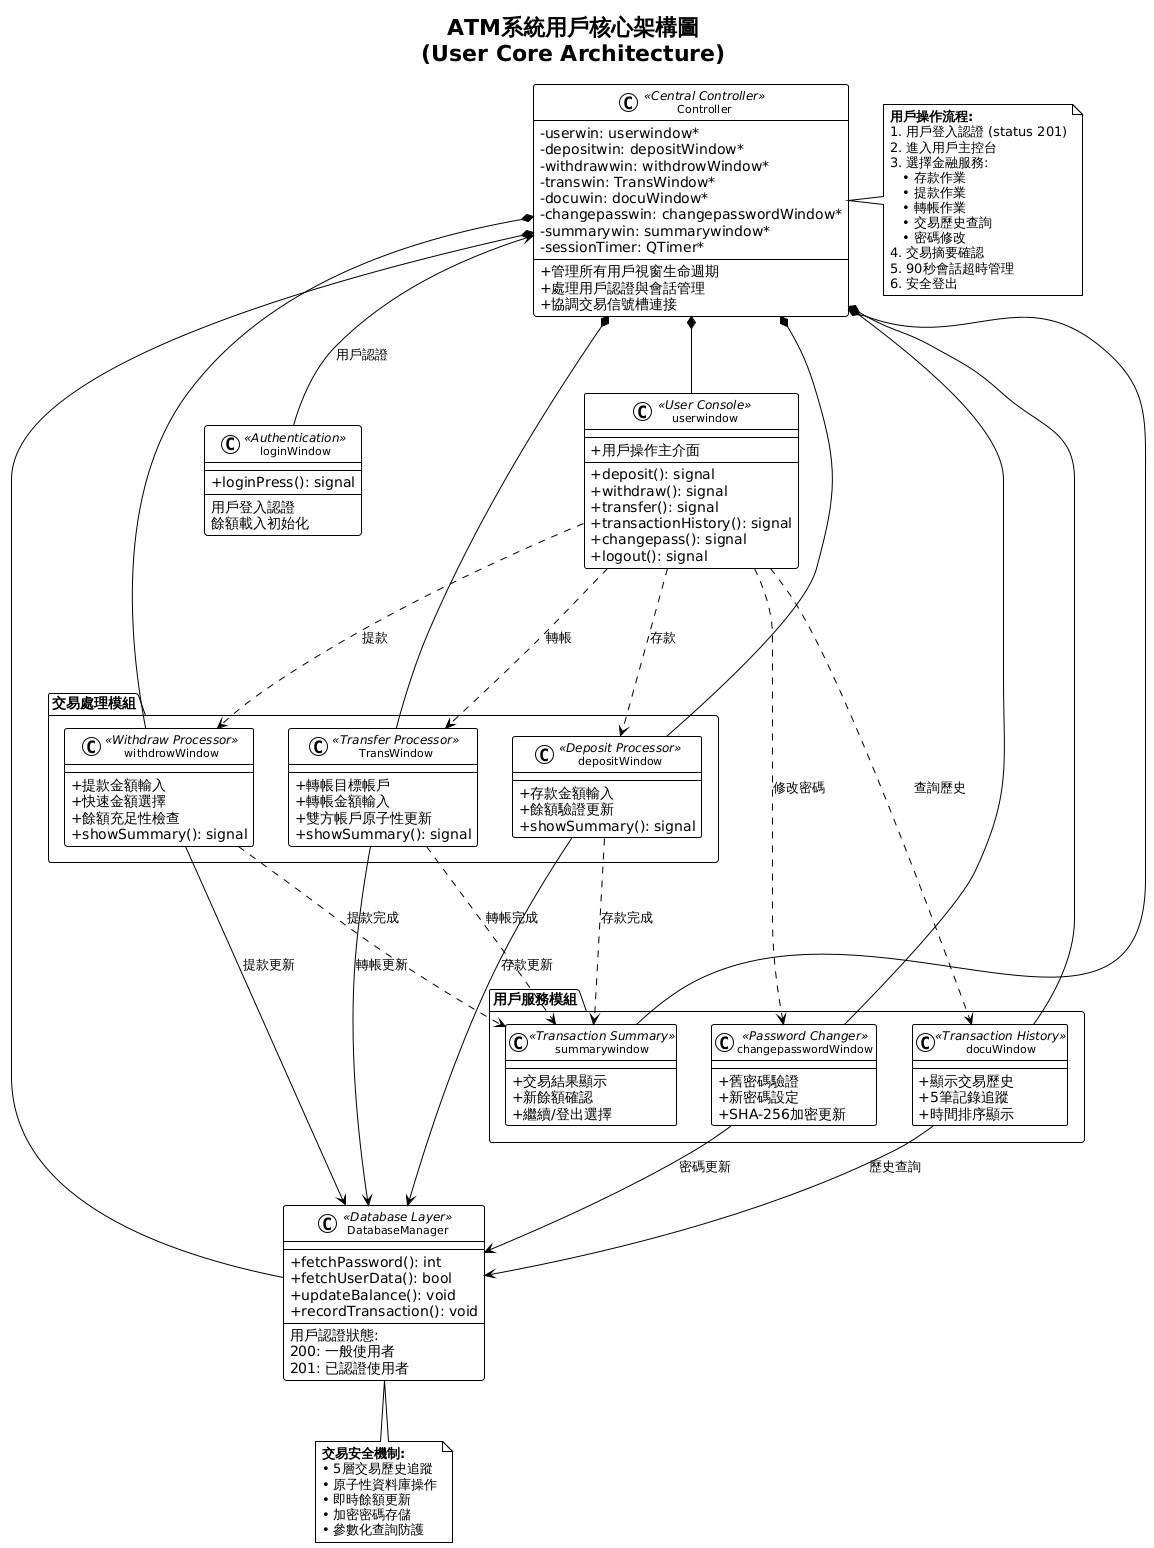 ATM系統用戶核心架構圖
(User Core Architecture)
«Central Controller»
C
Controller
-userwin: userwindow*
-depositwin: depositWindow*
-withdrawwin: withdrowWindow*
-transwin: TransWindow*
-docuwin: docuWindow*
-changepasswin: changepasswordWindow*
-summarywin: summarywindow*
-sessionTimer: QTimer*
+管理所有用戶視窗生命週期
+處理用戶認證與會話管理
+協調交易信號槽連接
用戶操作流程:
1. 用戶登入認證 (status 201)
2. 進入用戶主控台
3. 選擇金融服務:
• 存款作業
• 提款作業
• 轉帳作業
• 交易歷史查詢
• 密碼修改
4. 交易摘要確認
5. 90秒會話超時管理
6. 安全登出
用戶認證
«Authentication»
C
loginWindow
+loginPress(): signal
用戶登入認證
餘額載入初始化
«User Console»
C
userwindow
+用戶操作主介面
+deposit(): signal
+withdraw(): signal
+transfer(): signal
+transactionHistory(): signal
+changepass(): signal
+logout(): signal
提款
轉帳
存款
交易處理模組
«Withdraw Processor»
C
withdrowWindow
+提款金額輸入
+快速金額選擇
+餘額充足性檢查
+showSummary(): signal
«Transfer Processor»
C
TransWindow
+轉帳目標帳戶
+轉帳金額輸入
+雙方帳戶原子性更新
+showSummary(): signal
«Deposit Processor»
C
depositWindow
+存款金額輸入
+餘額驗證更新
+showSummary(): signal
修改密碼
查詢歷史
提款完成
轉帳完成
存款完成
提款更新
轉帳更新
存款更新
用戶服務模組
«Transaction Summary»
C
summarywindow
+交易結果顯示
+新餘額確認
+繼續/登出選擇
«Password Changer»
C
changepasswordWindow
+舊密碼驗證
+新密碼設定
+SHA-256加密更新
«Transaction History»
C
docuWindow
+顯示交易歷史
+5筆記錄追蹤
+時間排序顯示
密碼更新
歷史查詢
«Database Layer»
C
DatabaseManager
+fetchPassword(): int
+fetchUserData(): bool
+updateBalance(): void
+recordTransaction(): void
用戶認證狀態:
200: 一般使用者
201: 已認證使用者
交易安全機制:
• 5層交易歷史追蹤
• 原子性資料庫操作
• 即時餘額更新
• 加密密碼存儲
• 參數化查詢防護